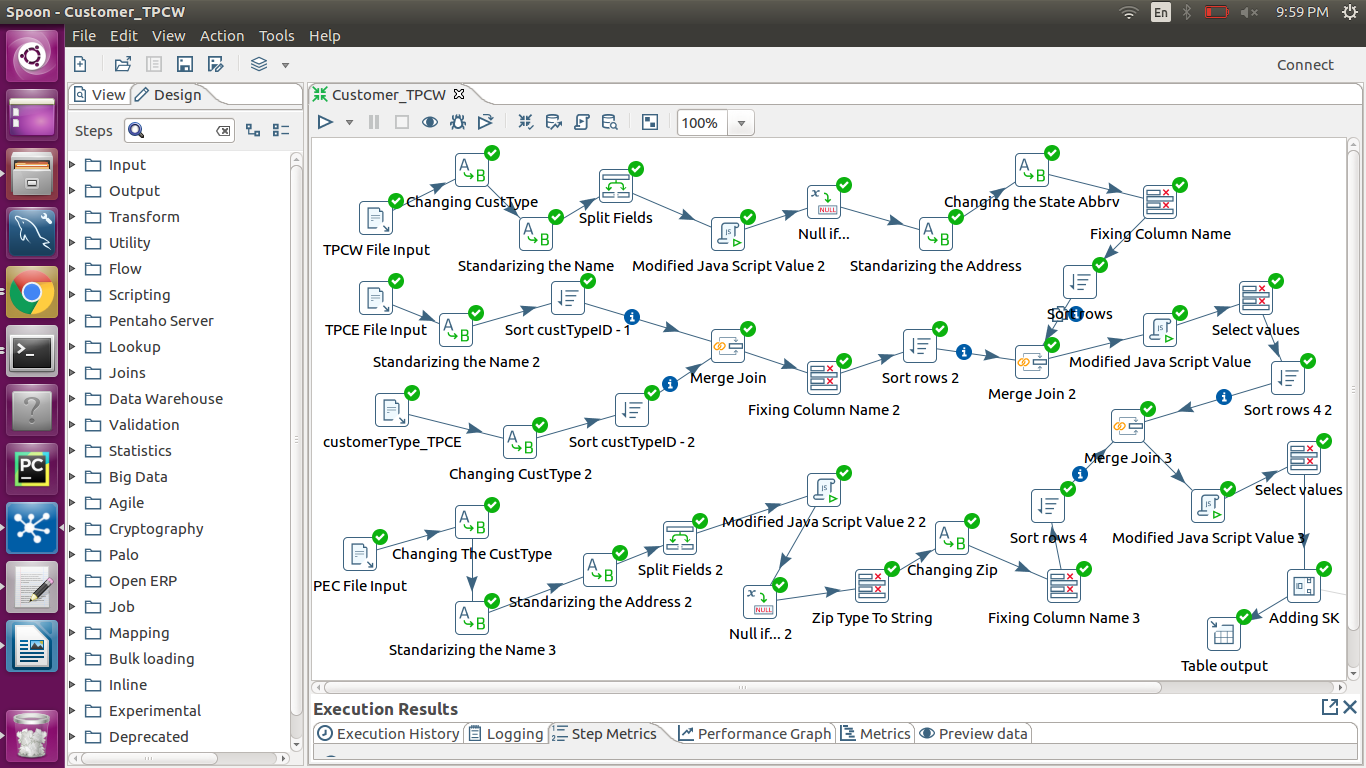 Spoon - Customer_TPCW
En
9:59 PM
File Edit View Action Tools Help
Connect
View Design
Steps
Input
Output
Transform
Utility
Flow
Scripting
Pentaho Server
Lookup
Joins
Data Warehouse
Validation
Statistics
Big Data
Agile
Cryptography
Palo
Open ERP
Job
Mapping
Bulk loading
Inline
Experimental
Deprecated
Customer_TPCW
100%
Changing CustType
TPCW File Input
Standarizing the Name
Split Fields
Modified Java Script Value 2
Null if...
Standarizing the Address
Changing the State Abbrv
Fixing Column Name
Sort rows
TPCE File Input
Standarizing the Name 2
Sort custTypeID - 1
Merge Join
Fixing Column Name 2
Sort rows 2
Merge Join 2
Modified Java Script Value
Select values
Sort rows 4 2
customerType_TPCE
Changing CustType 2
Sort custTypeID - 2
Merge Join 3
Select values
Modified Java Script Value 3
Sort rows 4
PEC File Input
Changing The CustType
Standarizing the Name 3
Standarizing the Address 2
Split Fields 2
Modified Java Script Value 2 2
Null if... 2
Zip Type To String
Changing Zip
Fixing Column Name 3
Adding SK
Table output
Execution Results
Execution History Logging Step Metrics Performance Graph Metrics Preview data